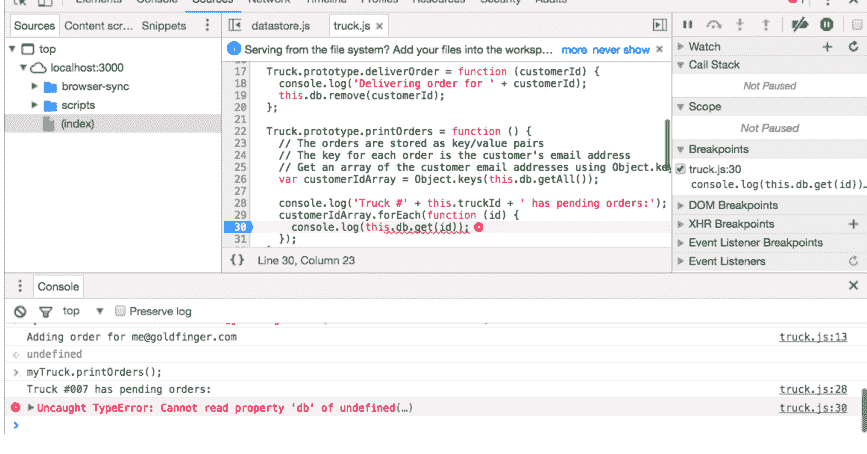 Elements Console Sources Network Timeline Profiles Resources Security Audits
Sources Content scr... Snippets
datastore.js truck.js ×
top
localhost:3000
browser-sync
scripts
(index)
Serving from the file system? Add your files into the worksp... more never show ×
17 Truck.prototype.deliverOrder = function (customerId) {
18 console.log('Delivering order for ' + customerId);
19 this.db.remove(customerId);
20 };
21
22 Truck.prototype.printOrders = function () {
23 // The orders are stored as key/value pairs
24 // The key for each order is the customer's email address
25 // Get an array of the customer email addresses using Object.key
26 var customerIdArray = Object.keys(this.db.getAll());
27
28 console.log('Truck #' + this.truckId + ' has pending orders:');
29 customerIdArray.forEach(function (id) {
30 console.log(this.db.get(id));
31 });
{} Line 30, Column 23
Watch
Call Stack
Not Paused
Scope
Not Paused
Breakpoints
truck.js:30
console.log(this.db.get(id))...
DOM Breakpoints
XHR Breakpoints
Event Listener Breakpoints
Event Listeners
Console
top Preserve log
Adding order for me@goldfinger.com truck.js:13
undefined
myTruck.printOrders();
Truck #007 has pending orders: truck.js:28
Uncaught TypeError: Cannot read property 'db' of undefined(…) truck.js:30